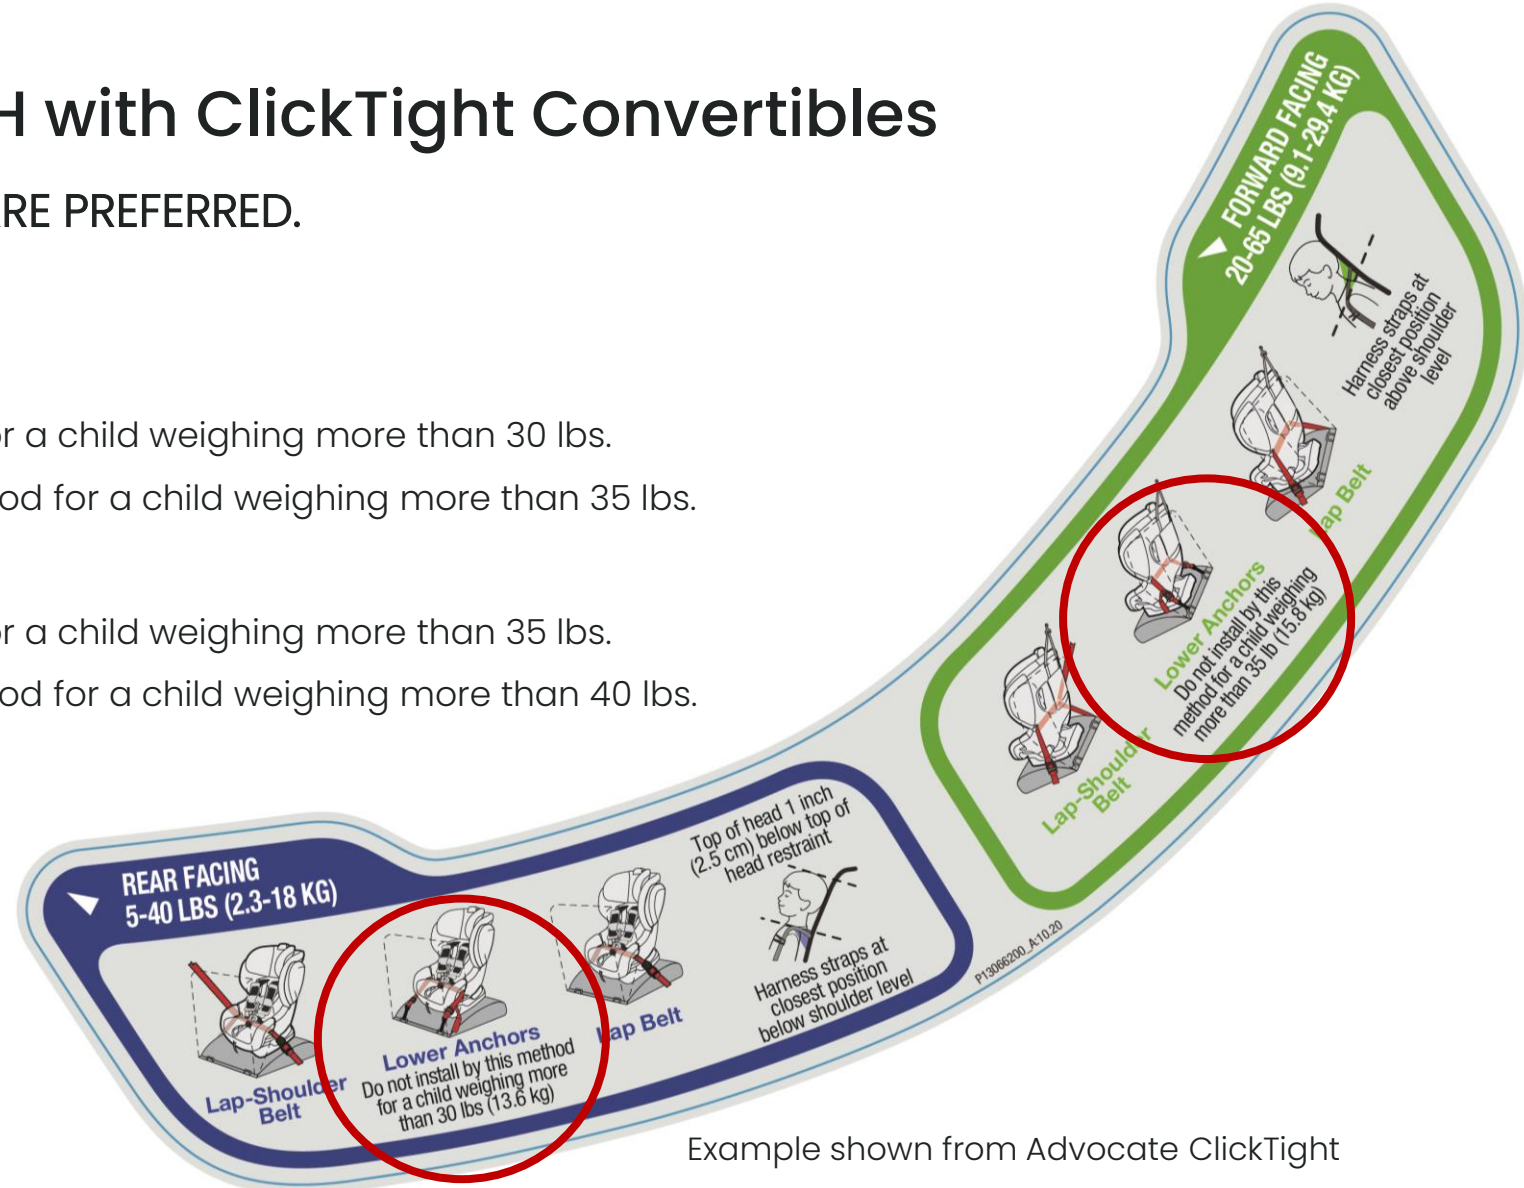 H with ClickTight Convertibles
RE PREFERRED.
r a child weighing more than 30 lbs.
od for a child weighing more than 35 lbs.
r a child weighing more than 35 lbs.
od for a child weighing more than 40 lbs.
REAR FACING
5-40 LBS (2.3-18 KG)
Lap-Shoulder
Belt
Lower Anchors
Do not install by this method
for a child weighing more
than 30 lbs (13.6 kg)
Lap Belt
Top of head 1 inch
(2.5 cm) below top of
head restraint
Harness straps at
closest position
below shoulder level
FORWARD FACING
20-65 LBS (9.1-29.4 KG)
Lap-Shoulder
Belt
Lower Anchors
Do not install by this
method for a child weighing
more than 35 lb (15.8 kg)
Lap Belt
Harness straps at
closest position
above shoulder
level
P13066200_A:10.20
Example shown from Advocate ClickTight